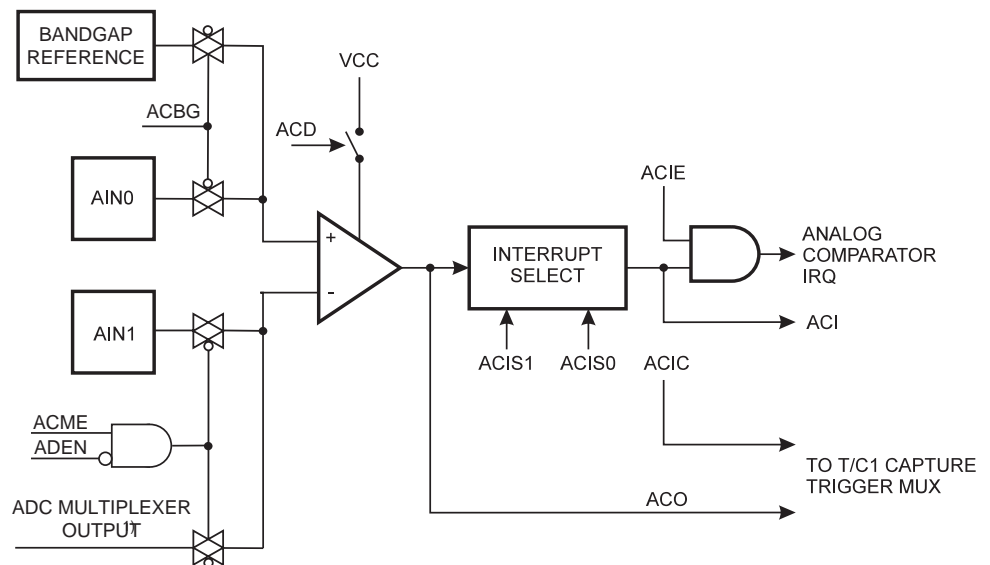 BANDGAP
REFERENCE
ACBG
AIN0
AIN1
ACME
ADEN
ADC MULTIPLEXER
OUTPUT
1)
VCC
ACD
+
-
INTERRUPT
SELECT
ACIS1
ACIS0
ACIE
ANALOG
COMPARATOR
IRQ
ACI
ACIC
TO T/C1 CAPTURE
TRIGGER MUX
ACO